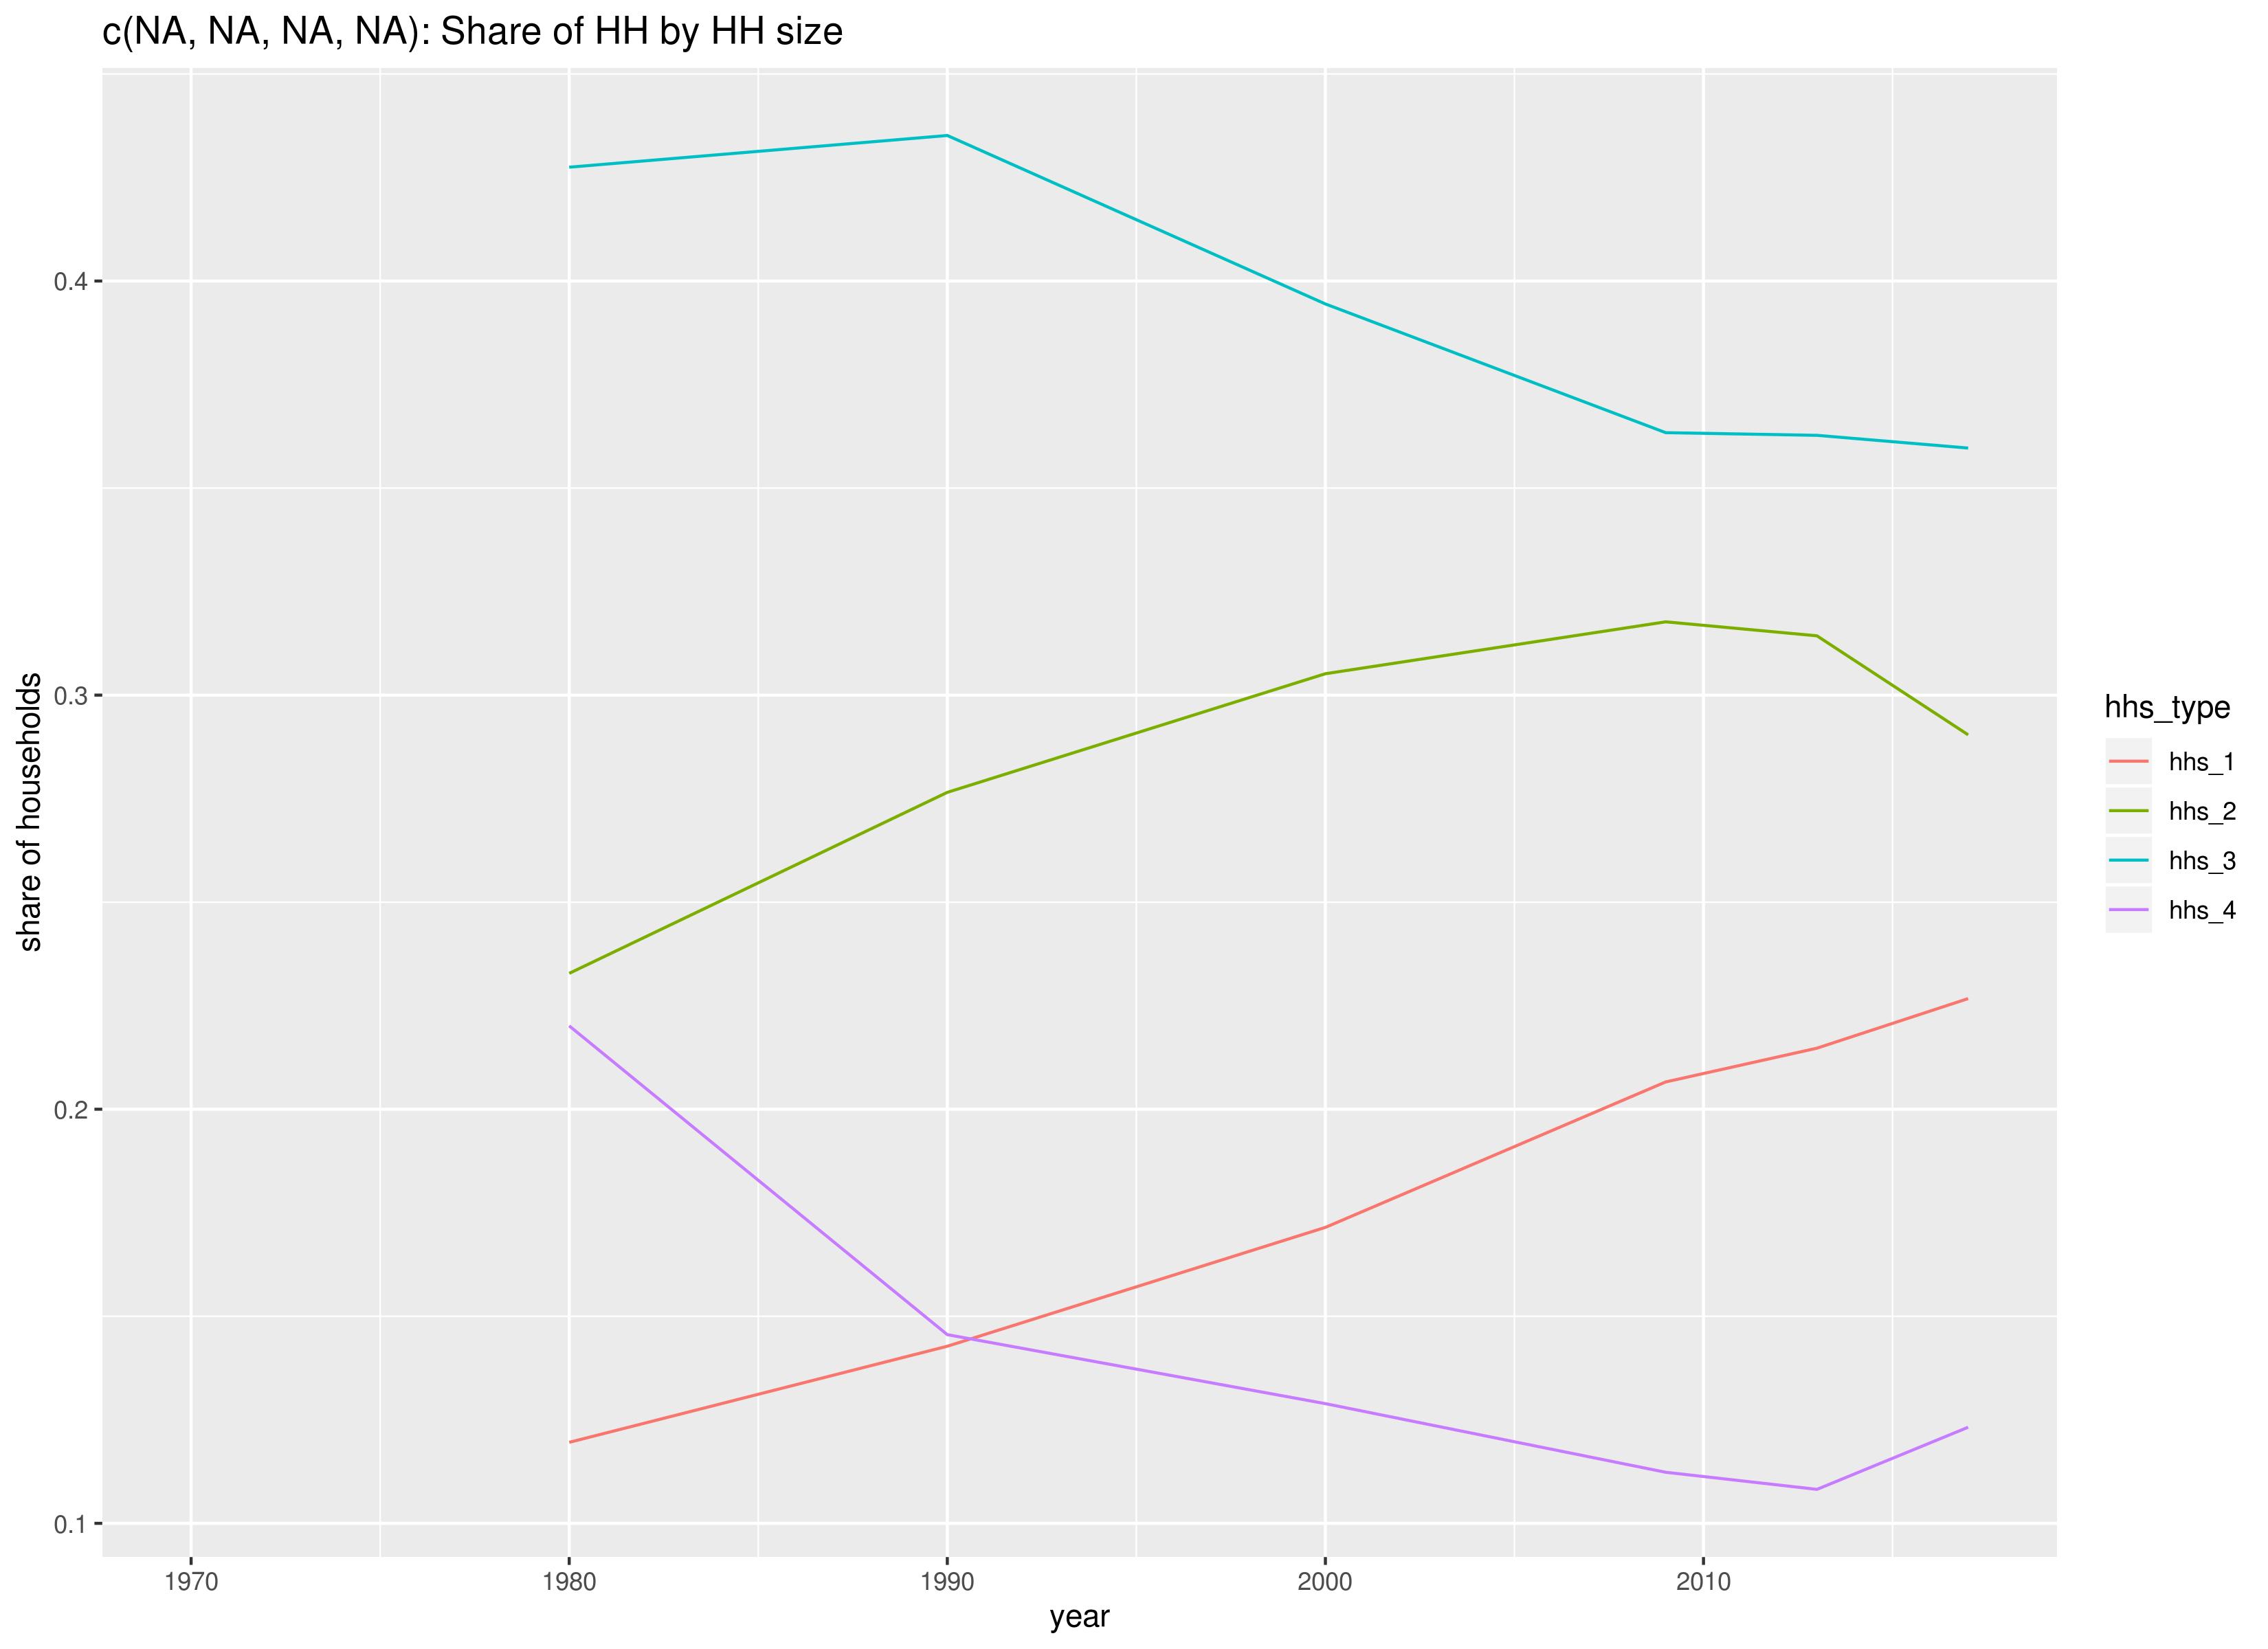 c(NA, NA, NA, NA): Share of HH by HH size
share of households
0.4
0.3
0.2
0.1
1970
1980
1990
2000
2010
year
hhs_type
hhs_1
hhs_2
hhs_3
hhs_4